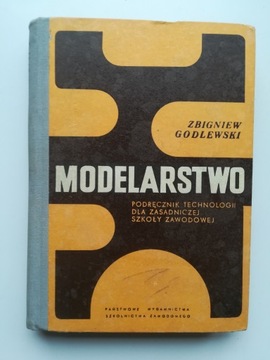 ZBIGNIEW
GODLEWSKI
MODELARSTWO
PODRĘCZNIK TECHNOLOGII
DLA ZASADNICZEJ
SZKOŁY ZAWODOWEJ
PAŃSTWOWE WYDAWNICTWA
SZKOLNICTWA ZAWODOWEGO